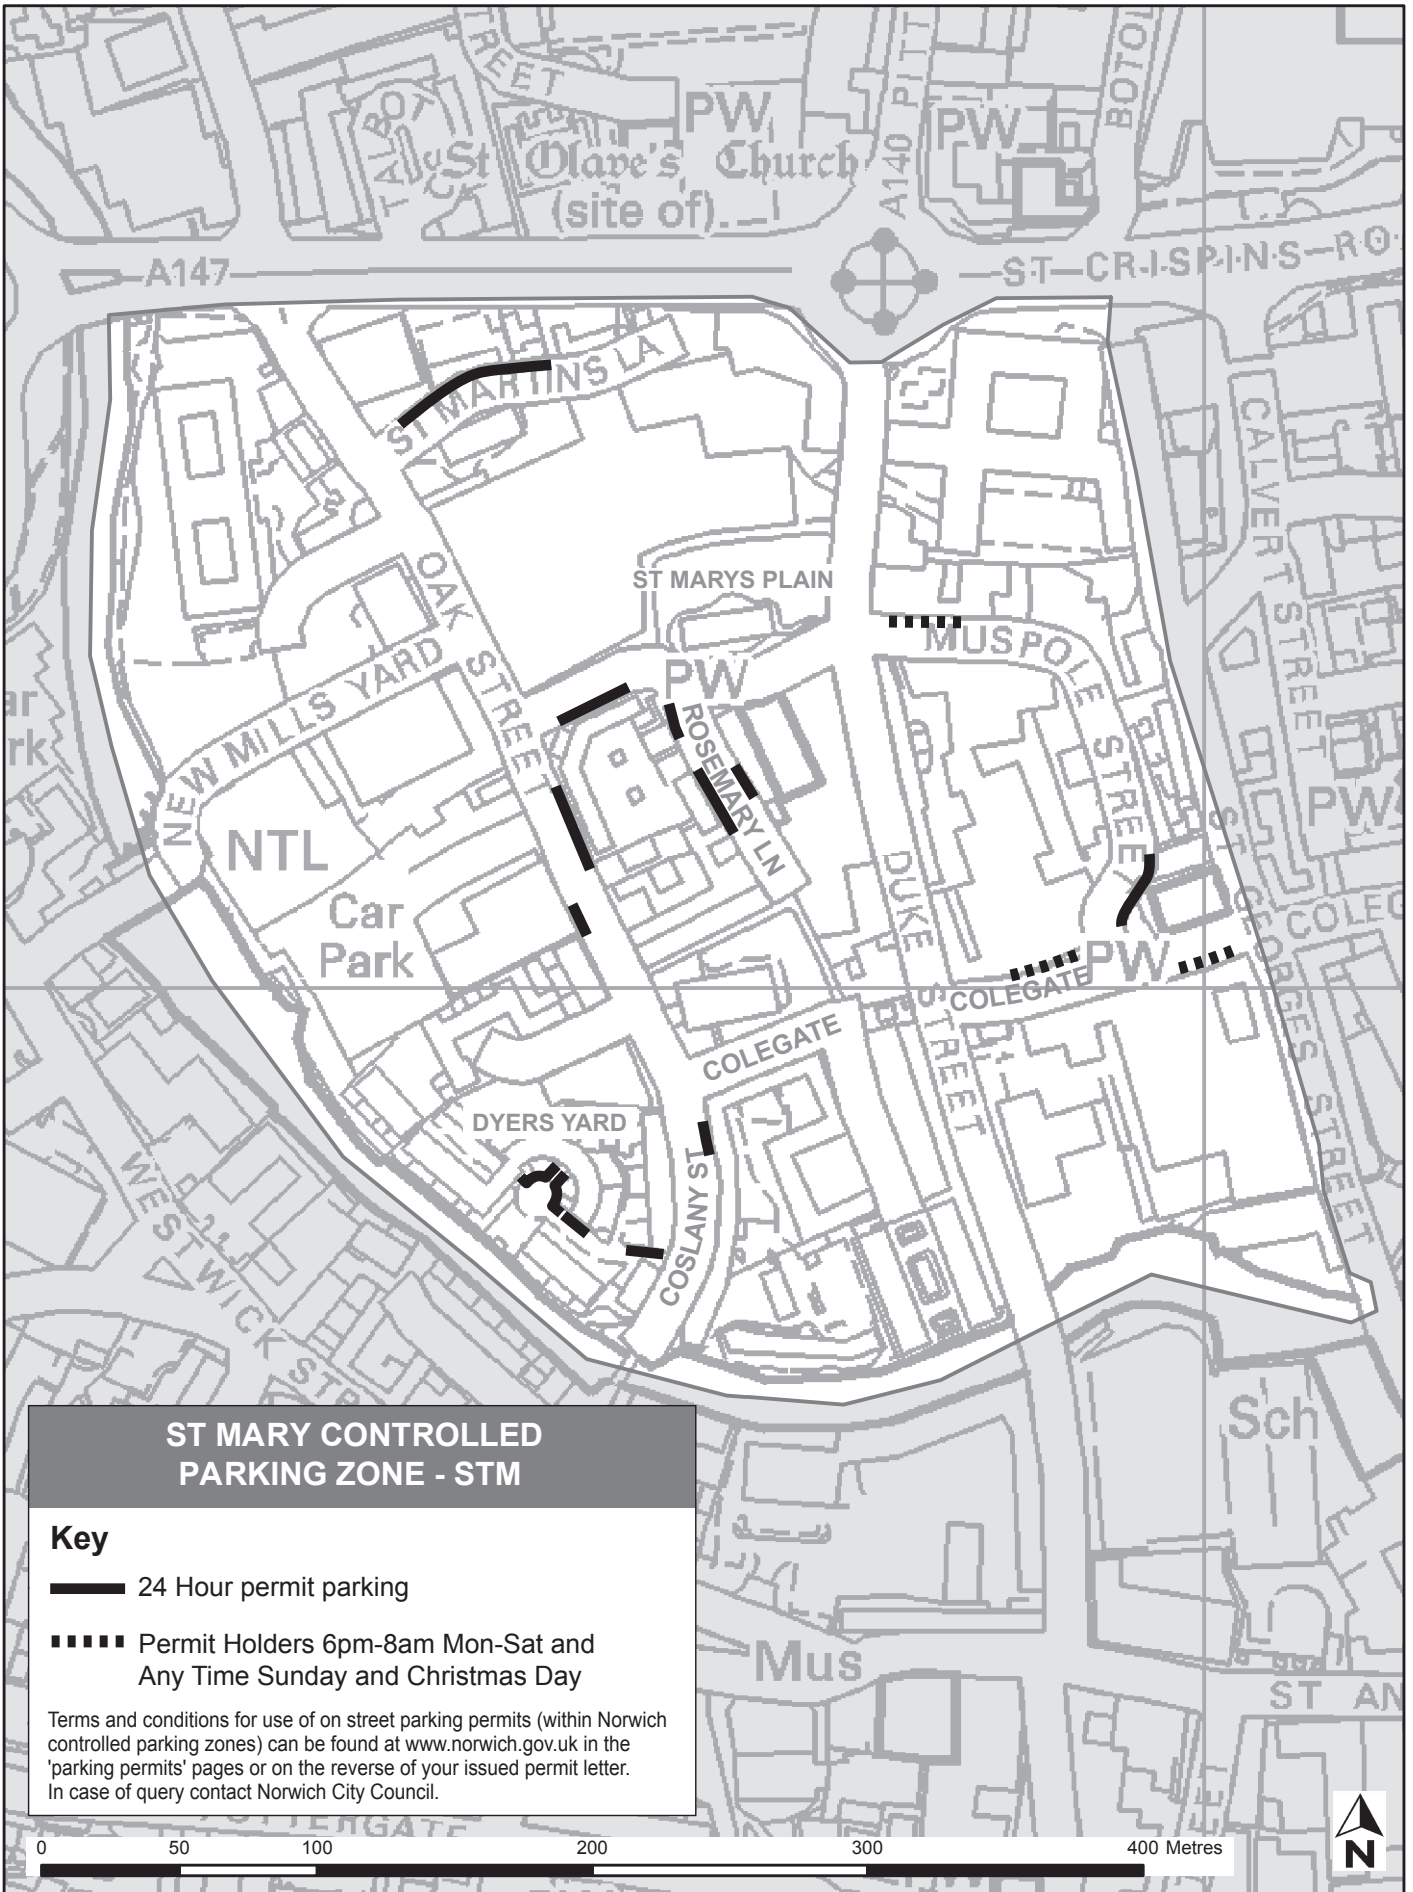 REET
TALBOT
PW
A140 PITT
PW
BOTOL
St Olave's Church
(site of)
A147
ST CRISPINS RO
ST MARTINS LA
CALVERT STREET
OAK STREET
ST MARYS PLAIN
MUSPOLE STREET
NEW MILLS YARD
PW
ROSEMARY LN
ar
rk
PW
NTL
Car
Park
DUKE STREET
ST GEORGES STREET
COLEG
PW
COLEGATE
COLEGATE
DYERS YARD
COSLANY ST
WESTWICK STR
Sch
ST MARY CONTROLLED
PARKING ZONE - STM
Key
24 Hour permit parking
Permit Holders 6pm-8am Mon-Sat and
Any Time Sunday and Christmas Day
Terms and conditions for use of on street parking permits (within Norwich
controlled parking zones) can be found at www.norwich.gov.uk in the
'parking permits' pages or on the reverse of your issued permit letter.
In case of query contact Norwich City Council.
Mus
ST AN
0 50 100 200 300 400 Metres
N